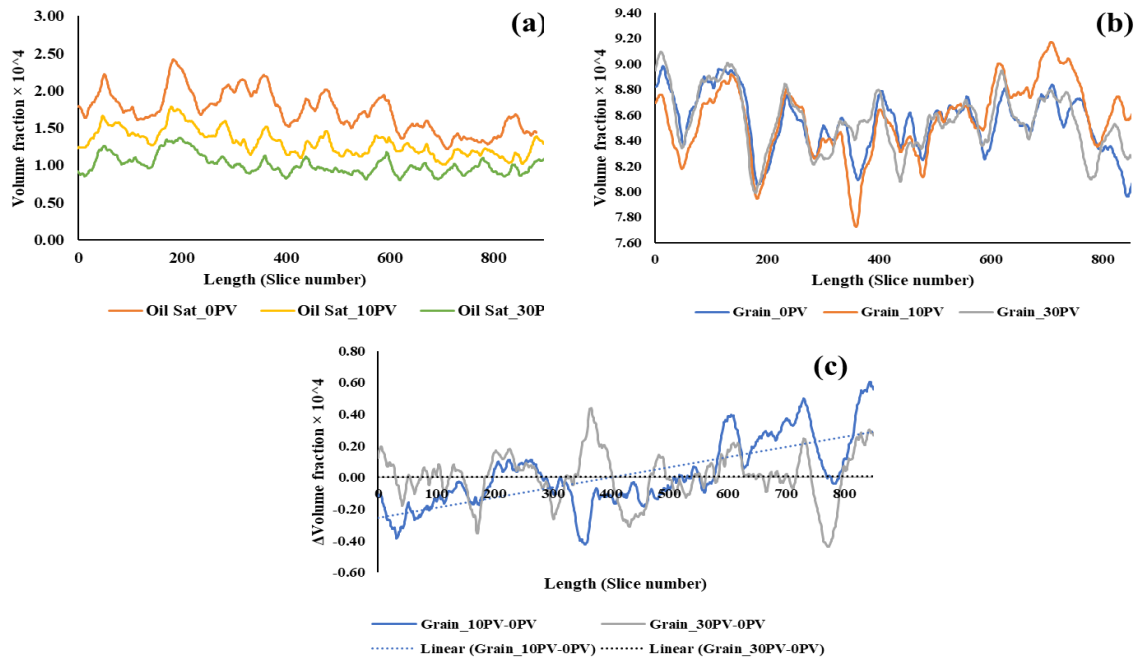 (a)
3.00
2.50
2.00
1.50
1.00
0.50
0.00
Volume fraction × 10^4
0 200 400 600 800
Length (Slice number)
Oil Sat_0PV Oil Sat_10PV Oil Sat_30P
(b)
9.40
9.20
9.00
8.80
8.60
8.40
8.20
8.00
7.80
7.60
Volume fraction × 10^4
0 200 400 600 800
Length (Slice number)
Grain_0PV Grain_10PV Grain_30PV
(c)
0.80
0.60
0.40
0.20
0.00
-0.20
-0.40
-0.60
ΔVolume fraction × 10^4
0 100 200 300 400 500 600 700 800
Length (Slice number)
Grain_10PV-0PV Grain_30PV-0PV
Linear (Grain_10PV-0PV) Linear (Grain_30PV-0PV)